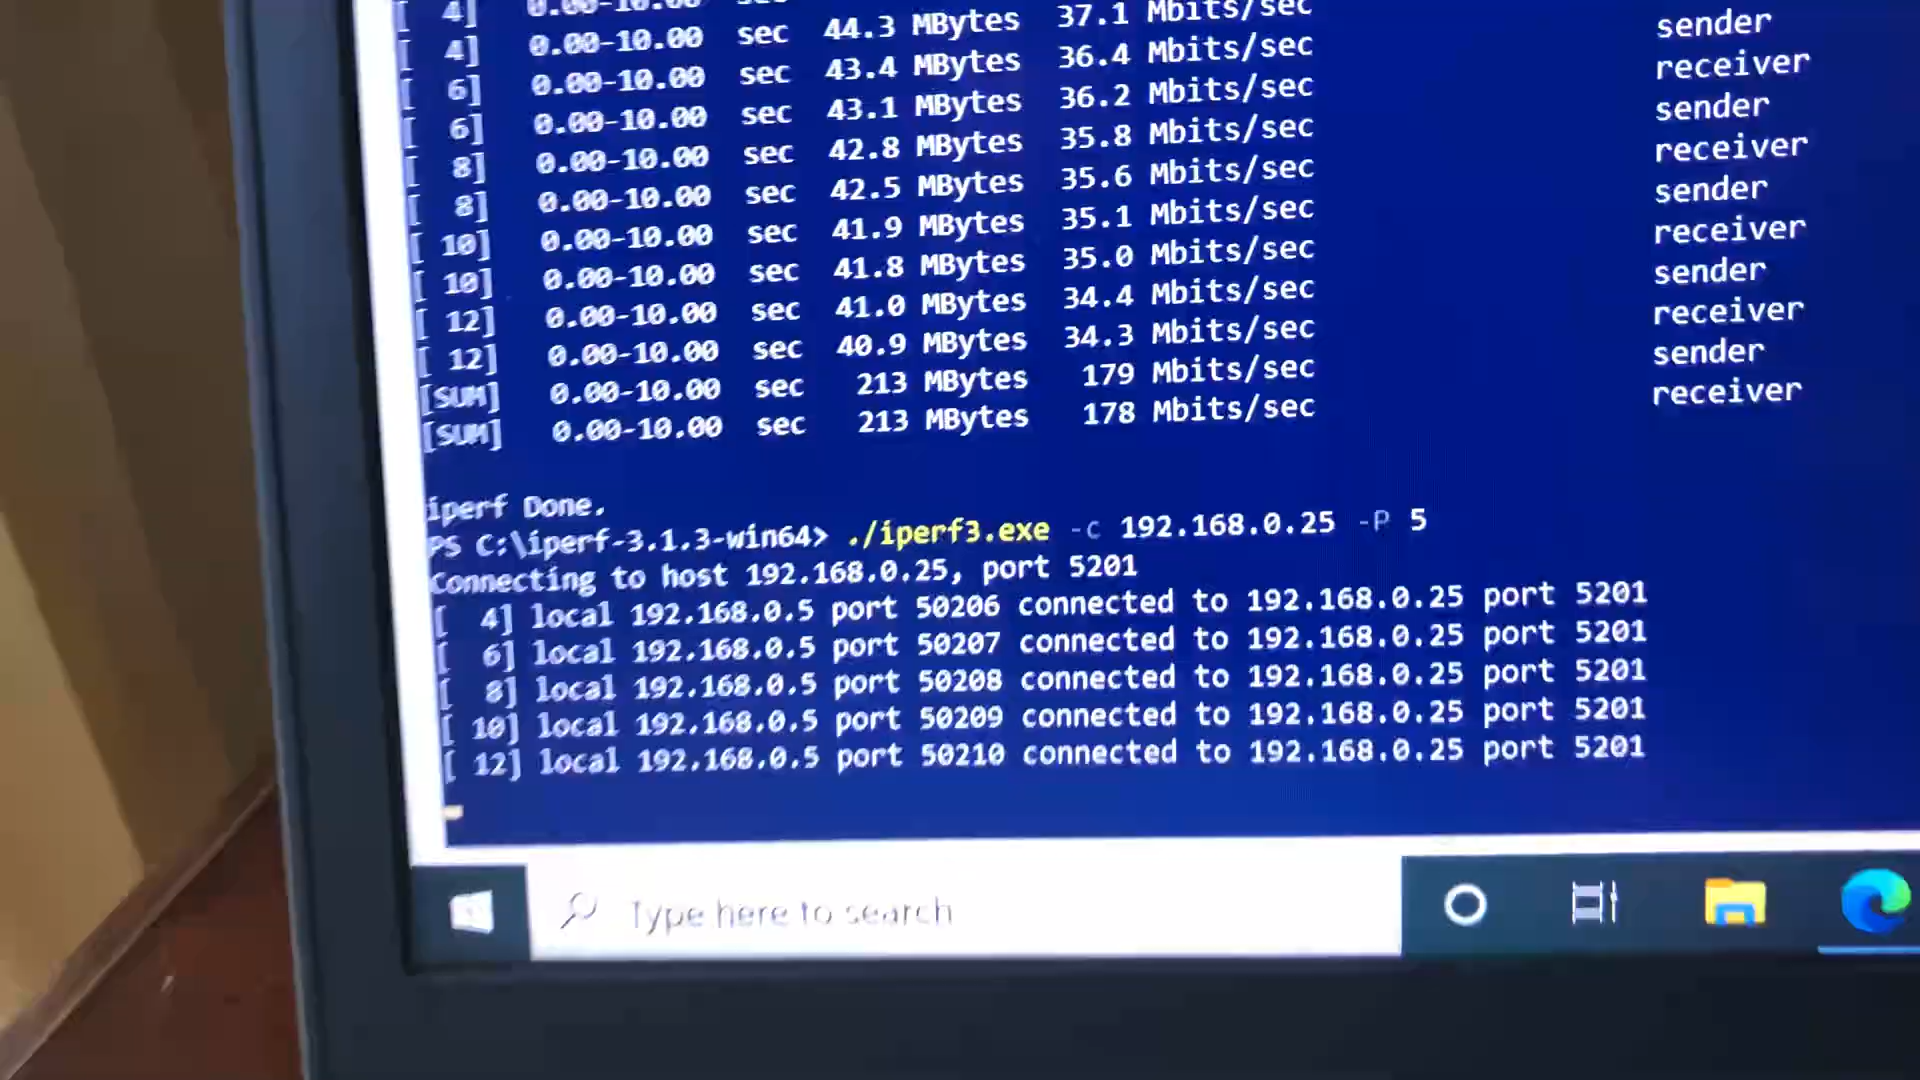 [ 4] 0.00-10.00 sec
[ 4] 0.00-10.00 sec 44.3 MBytes 37.1 Mbits/sec
[ 6] 0.00-10.00 sec 43.4 MBytes 36.4 Mbits/sec sender
[ 6] 0.00-10.00 sec 43.1 MBytes 36.2 Mbits/sec receiver
[ 8] 0.00-10.00 sec 42.8 MBytes 35.8 Mbits/sec sender
[ 8] 0.00-10.00 sec 42.5 MBytes 35.6 Mbits/sec receiver
[ 10] 0.00-10.00 sec 41.9 MBytes 35.1 Mbits/sec sender
[ 10] 0.00-10.00 sec 41.8 MBytes 35.0 Mbits/sec receiver
[ 12] 0.00-10.00 sec 41.0 MBytes 34.4 Mbits/sec sender
[ 12] 0.00-10.00 sec 40.9 MBytes 34.3 Mbits/sec receiver
[SUM] 0.00-10.00 sec 213 MBytes 179 Mbits/sec sender
[SUM] 0.00-10.00 sec 213 MBytes 178 Mbits/sec receiver
iperf Done.
PS C:\iperf-3.1.3-win64> ./iperf3.exe -c 192.168.0.25 -P 5
Connecting to host 192.168.0.25, port 5201
[ 4] local 192.168.0.5 port 50206 connected to 192.168.0.25 port 5201
[ 6] local 192.168.0.5 port 50207 connected to 192.168.0.25 port 5201
[ 8] local 192.168.0.5 port 50208 connected to 192.168.0.25 port 5201
[ 10] local 192.168.0.5 port 50209 connected to 192.168.0.25 port 5201
[ 12] local 192.168.0.5 port 50210 connected to 192.168.0.25 port 5201
Type here to search